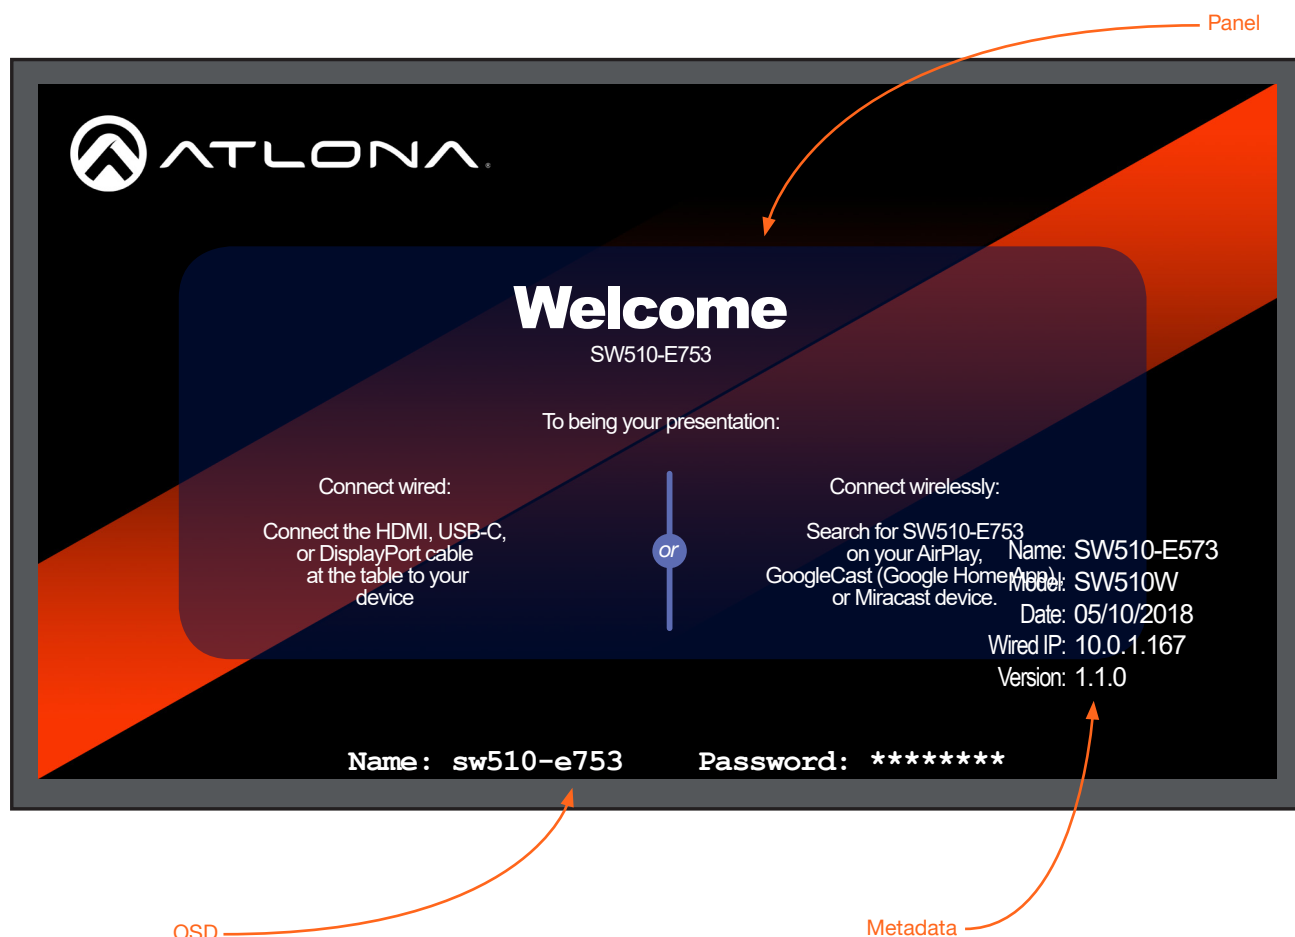 Panel
ATLONA
Welcome
SW510-E753
To being your presentation:
Connect wired:
Connect the HDMI, USB-C,
or DisplayPort cable
at the table to your
device
or
Connect wirelessly:
Search for SW510-E753
on your AirPlay,
GoogleCast (Google Home App),
or Miracast device.
Name: SW510-E573
Model: SW510W
Date: 05/10/2018
Wired IP: 10.0.1.167
Version: 1.1.0
Name: sw510-e753 Password: ********
OSD
Metadata